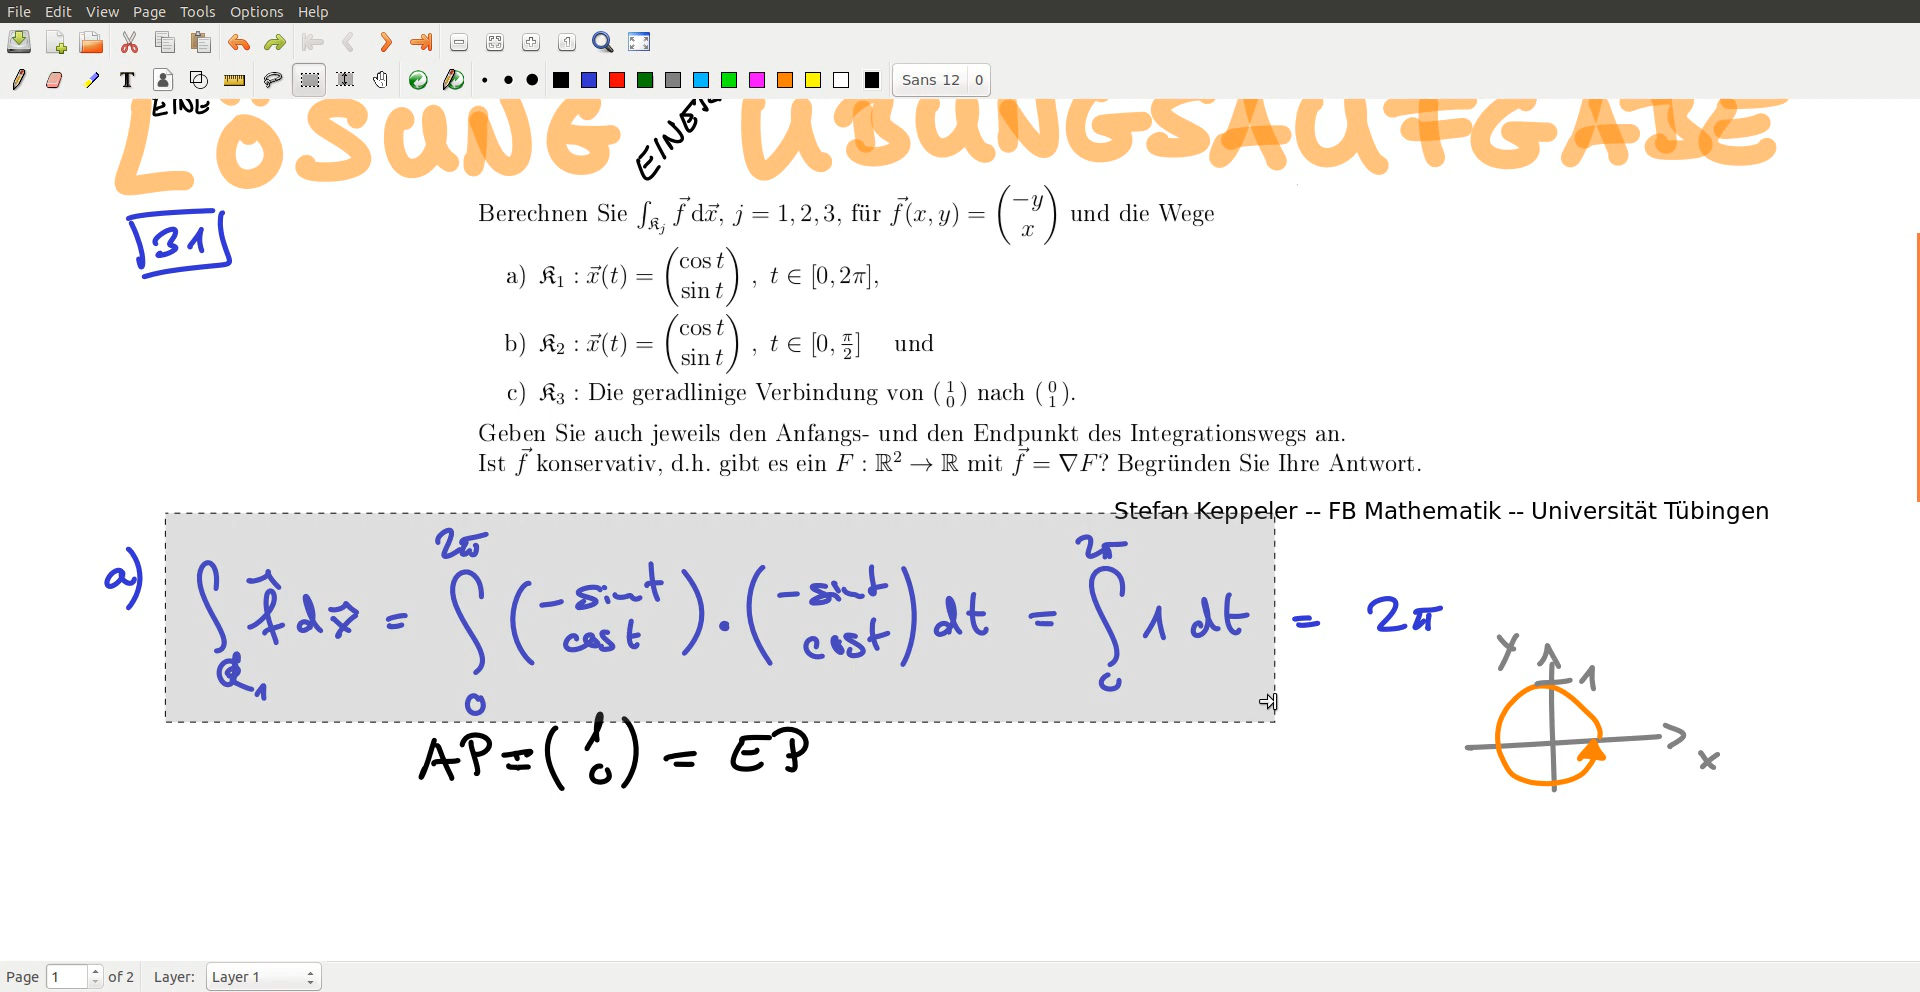 File Edit View Page Tools Options Help
Sans 12 0
EINE
LÖSUNG ÜBUNGSAUFGABE
31
Berechnen Sie ∫_{𝔎_j} f⃗ dx⃗, j = 1, 2, 3, für f⃗(x, y) = (−y x) und die Wege
a) 𝔎₁ : x⃗(t) = (cos t sin t) , t ∈ [0, 2π],
b) 𝔎₂ : x⃗(t) = (cos t sin t) , t ∈ [0, π/2] und
c) 𝔎₃ : Die geradlinige Verbindung von (1 0) nach (0 1).
Geben Sie auch jeweils den Anfangs- und den Endpunkt des Integrationswegs an.
Ist f⃗ konservativ, d.h. gibt es ein F : ℝ² → ℝ mit f⃗ = ∇F? Begründen Sie Ihre Antwort.
Stefan Keppeler -- FB Mathematik -- Universität Tübingen
a) ∫_{𝔎₁} f⃗ dx⃗ = ∫₀^{2π} (−sin t cos t) · (−sin t cos t) dt = ∫₀^{2π} 1 dt = 2π
AP = (1 0) = EP
y 1
x
Page 1 of 2 Layer: Layer 1